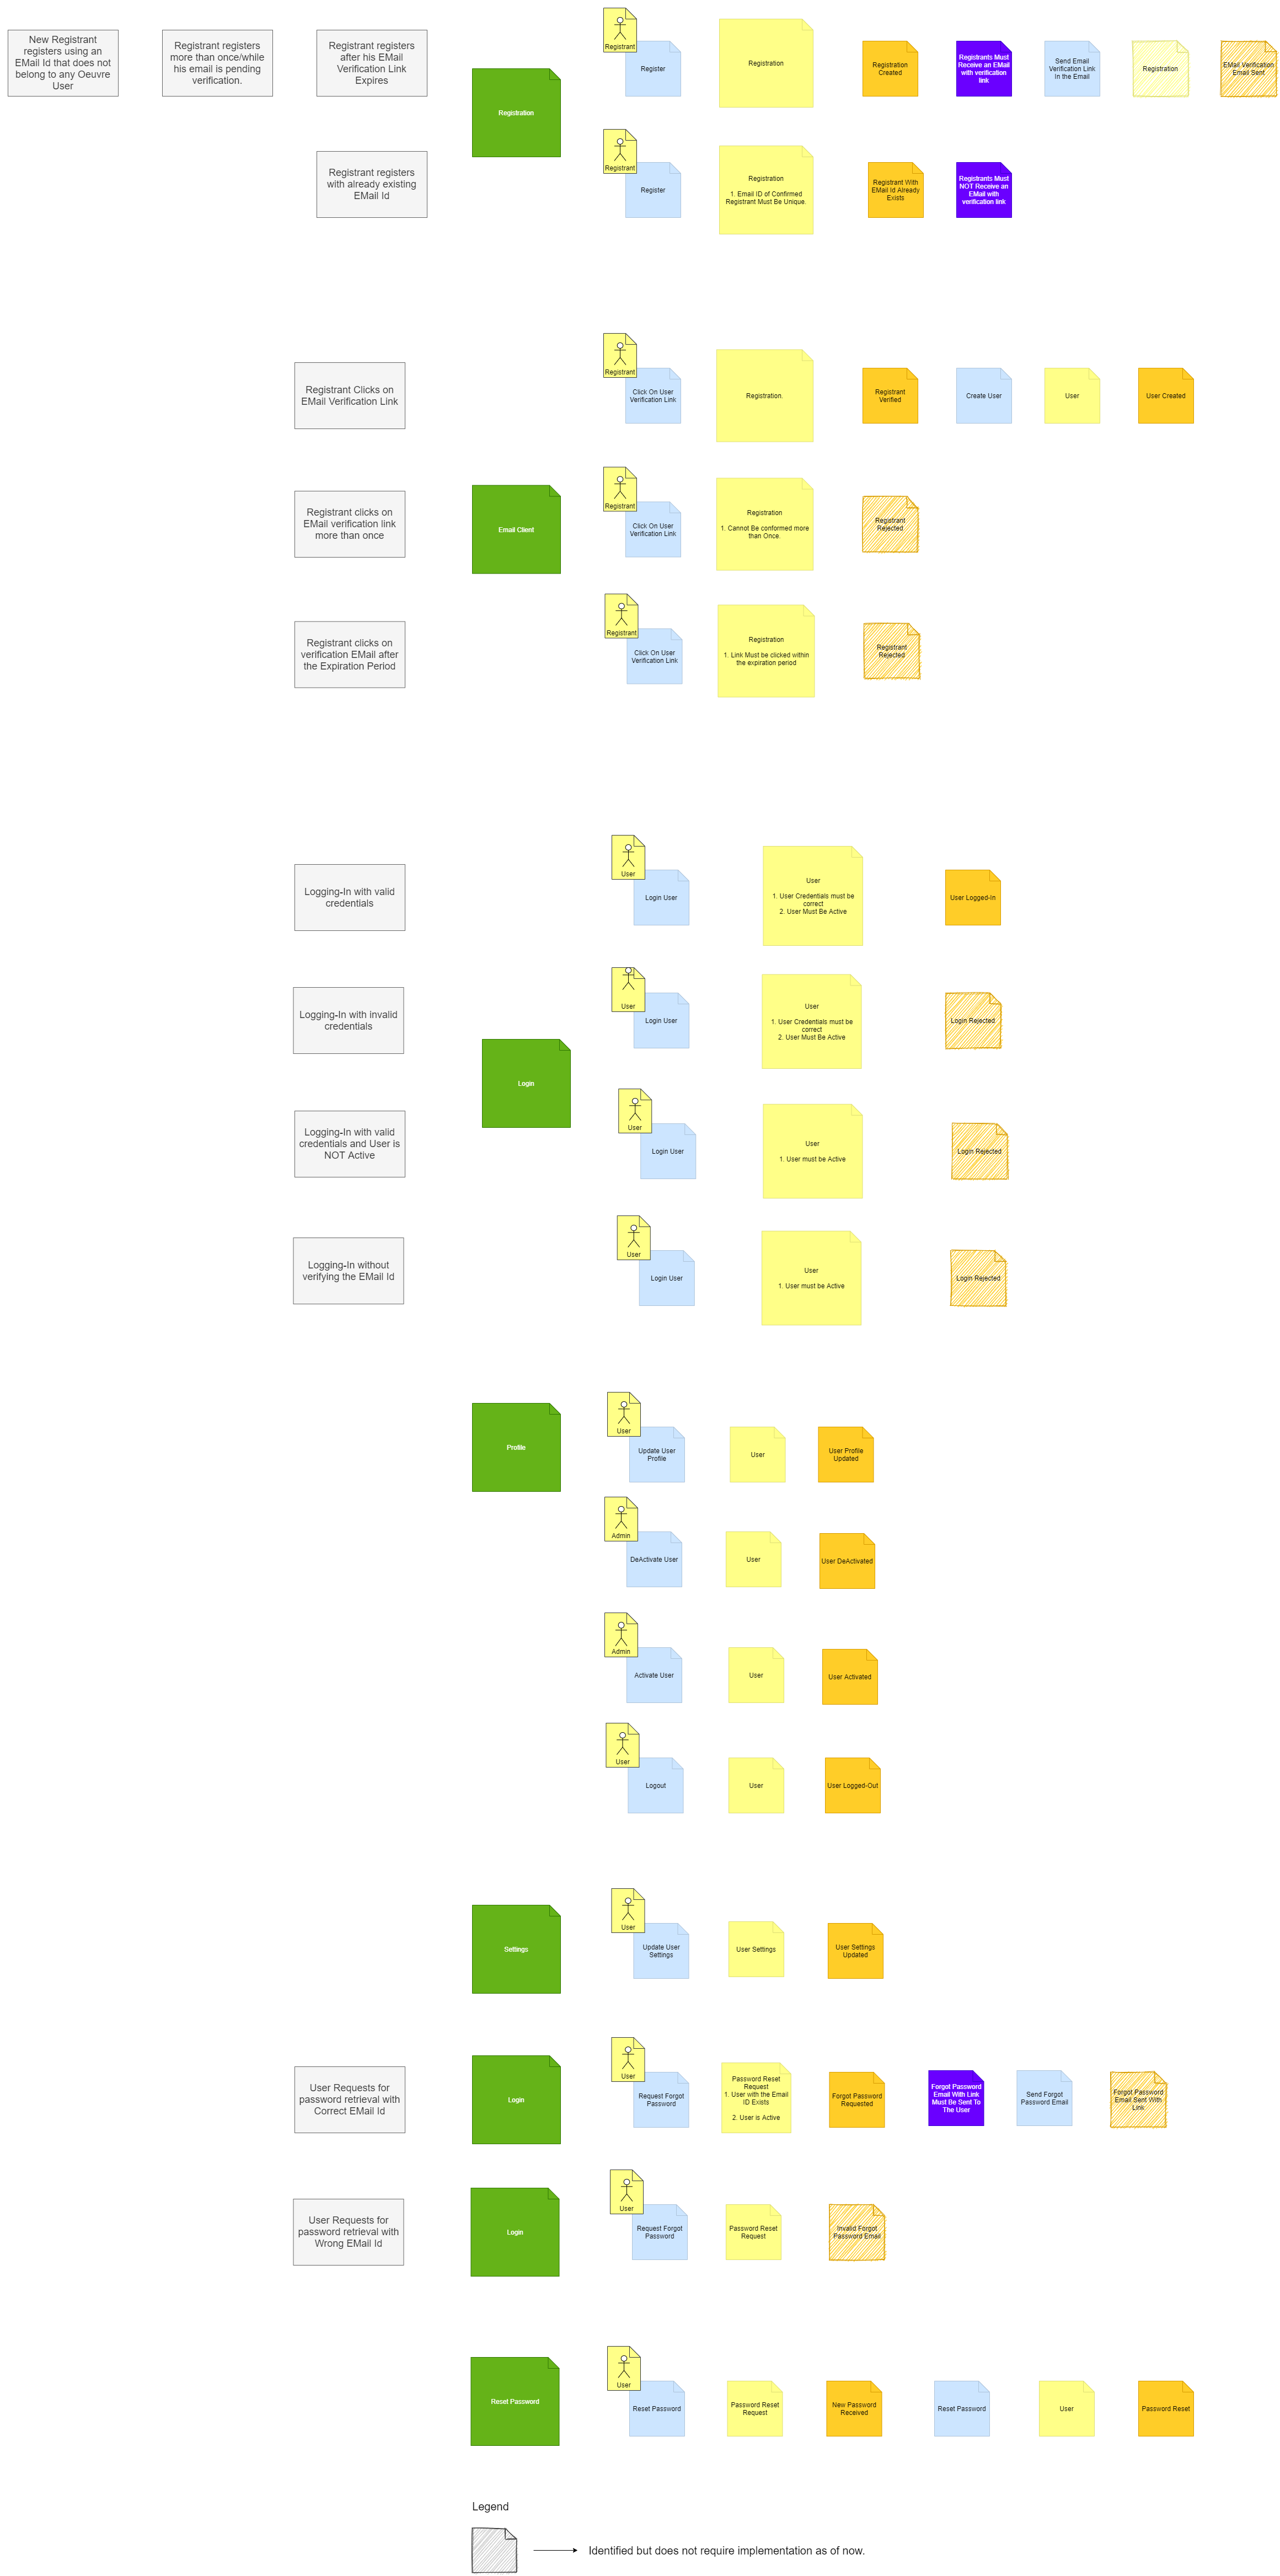 New Registrant
registers using an
EMail Id that does not
belong to any Oeuvre
User
Registrant registers
more than once/while
his email is pending
verification.
Registrant registers
after his EMail
Verification Link
Expires
Registration
Registrant
Register
Registration
Registration
Created
Registrants Must
Receive an EMail
with verification
link
Send Email
Verification Link
In the Email
Registration
EMail Verification
Email Sent
Registrant registers
with already existing
EMail Id
Registrant
Register
Registration
1. Email ID of Confirmed
Registrant Must Be Unique.
Registrant With
EMail Id Already
Exists
Registrants Must
NOT Receive an
EMail with
verification link
Registrant Clicks on
EMail Verification Link
Registrant
Click On User
Verification Link
Registration.
Registrant
Verified
Create User
User
User Created
Registrant clicks on
EMail verification link
more than once
Email Client
Registrant
Click On User
Verification Link
Registration
1. Cannot Be conformed more
than Once.
Registrant
Rejected
Registrant clicks on
verification EMail after
the Expiration Period
Registrant
Click On User
Verification Link
Registration
1. Link Must be clicked within
the expiration period
Registrant
Rejected
Logging-In with valid
credentials
User
Login User
User
1. User Credentials must be
correct
2. User Must Be Active
User Logged-In
Logging-In with invalid
credentials
User
Login User
User
1. User Credentials must be
correct
2. User Must Be Active
Login Rejected
Login
Logging-In with valid
credentials and User is
NOT Active
User
Login User
User
1. User must be Active
Login Rejected
Logging-In without
verifying the EMail Id
User
Login User
User
1. User must be Active
Login Rejected
Profile
User
Update User
Profile
User
User Profile
Updated
Admin
DeActivate User
User
User DeActivated
Admin
Activate User
User
User Activated
User
Logout
User
User Logged-Out
Settings
User
Update User
Settings
User Settings
User Settings
Updated
User Requests for
password retrieval with
Correct EMail Id
Login
User
Request Forgot
Password
Password Reset
Request
1. User with the Email
ID Exists
2. User is Active
Forgot Password
Requested
Forgot Password
Email With Link
Must Be Sent To
The User
Send Forgot
Password Email
Forgot Password
Email Sent With
Link
User Requests for
password retrieval with
Wrong EMail Id
Login
User
Request Forgot
Password
Password Reset
Request
Invalid Forgot
Password Email
Reset Password
User
Reset Password
Password Reset
Request
New Password
Received
Reset Password
User
Password Reset
Legend
Identified but does not require implementation as of now.